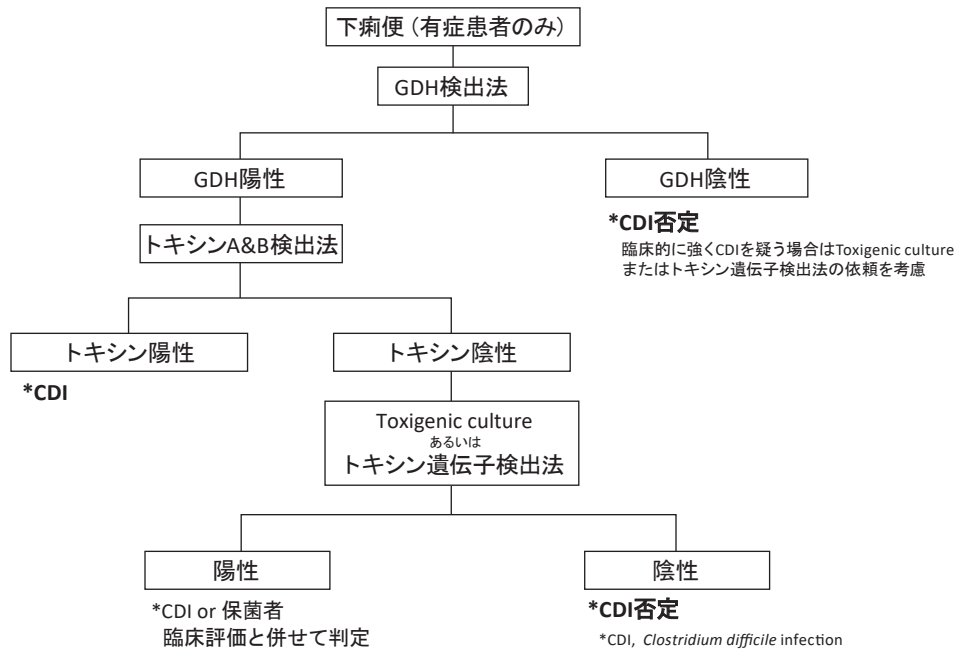 下痢便（有症患者のみ）
GDH検出法
GDH陽性
GDH陰性
*CDI否定
臨床的に強くCDIを疑う場合はToxigenic culture
またはトキシン遺伝子検出法の依頼を考慮
トキシンA&B検出法
トキシン陽性
トキシン陰性
*CDI
Toxigenic culture
あるいは
トキシン遺伝子検出法
陽性
陰性
*CDI or 保菌者
臨床評価と併せて判定
*CDI否定
*CDI, Clostridium difficile infection